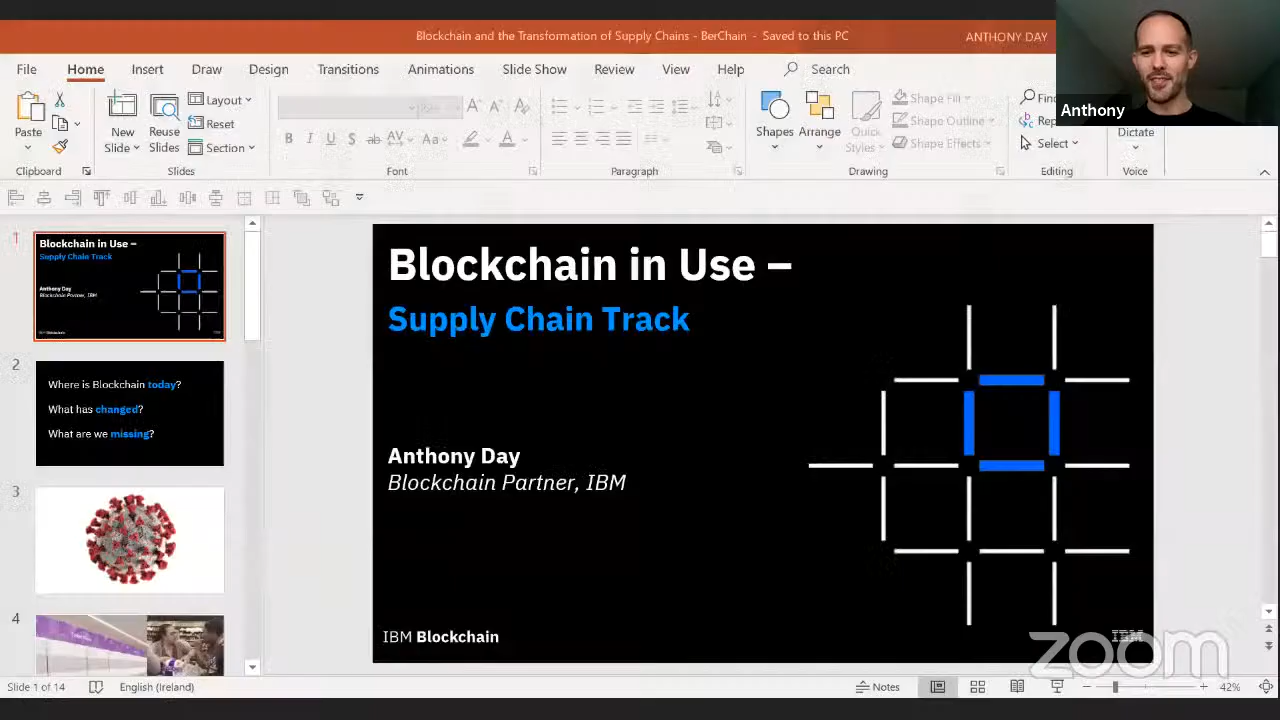 Blockchain and the Transformation of Supply Chains - BerChain - Saved to this PC
ANTHONY DAY
File Home Insert Draw Design Slide Show Transitions Animations Review View Help Search
Anthony
Paste
New Slide
Reuse Slides
Layout
Reset
Section
Shapes
Arrange
Quick Styles
Shape Fill
Shape Outline
Shape Effects
Select
Dictate
Clipboard
Slides
Font
Paragraph
Drawing
Editing
Voice
1
Blockchain in Use –
Supply Chain Track
Anthony Day
Blockchain Partner, IBM
2
Where is Blockchain today?
What has changed?
What are we missing?
3
4
Blockchain in Use –
Supply Chain Track
Anthony Day
Blockchain Partner, IBM
IBM Blockchain
IBM
zoom
Slide 1 of 14
English (Ireland)
Notes
42%